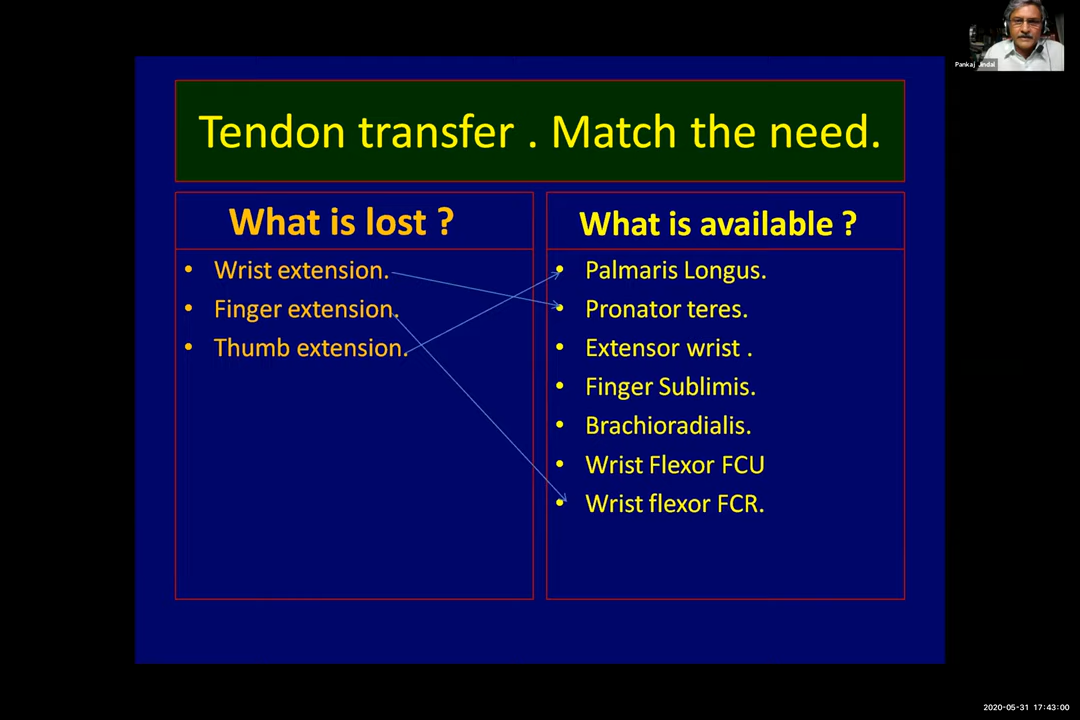 Pankaj Jindal
Tendon transfer . Match the need.
What is lost ?
• Wrist extension.
• Finger extension.
• Thumb extension.
What is available ?
• Palmaris Longus.
• Pronator teres.
• Extensor wrist .
• Finger Sublimis.
• Brachioradialis.
• Wrist Flexor FCU
• Wrist flexor FCR.
2020-05-31 17:43:00